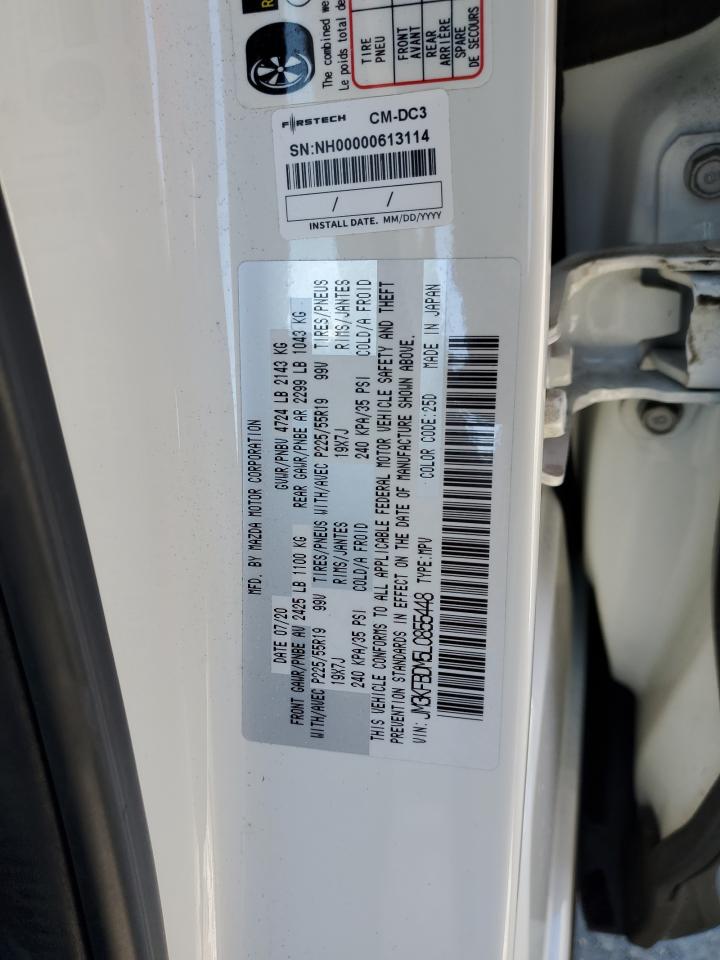 The combined we
Le poids total de
TIRE
PNEU
FRONT
AVANT
REAR
ARRIÈRE
SPARE
DE SECOURS
FIRSTECH CM-DC3
SN:NH00000613114
/ /
INSTALL DATE. MM/DD/YYYY
MFD. BY MAZDA MOTOR CORPORATION
DATE 07/20 GVWR/PNBV 4724 LB 2143 KG
FRONT GAWR/PNBE AV 2425 LB 1100 KG REAR GAWR/PNBE AR 2299 LB 1043 KG
WITH/AVEC P225/55R19 99V TIRES/PNEUS WITH/AVEC P225/55R19 99V TIRES/PNEUS
19X7J RIMS/JANTES 19X7J RIMS/JANTES
240 KPA/35 PSI COLD/A FROID 240 KPA/35 PSI COLD/A FROID
THIS VEHICLE CONFORMS TO ALL APPLICABLE FEDERAL MOTOR VEHICLE SAFETY AND THEFT
PREVENTION STANDARDS IN EFFECT ON THE DATE OF MANUFACTURE SHOWN ABOVE.
VIN: JM3KFBDM5L0855448 TYPE:MPV COLOR CODE:25D MADE IN JAPAN